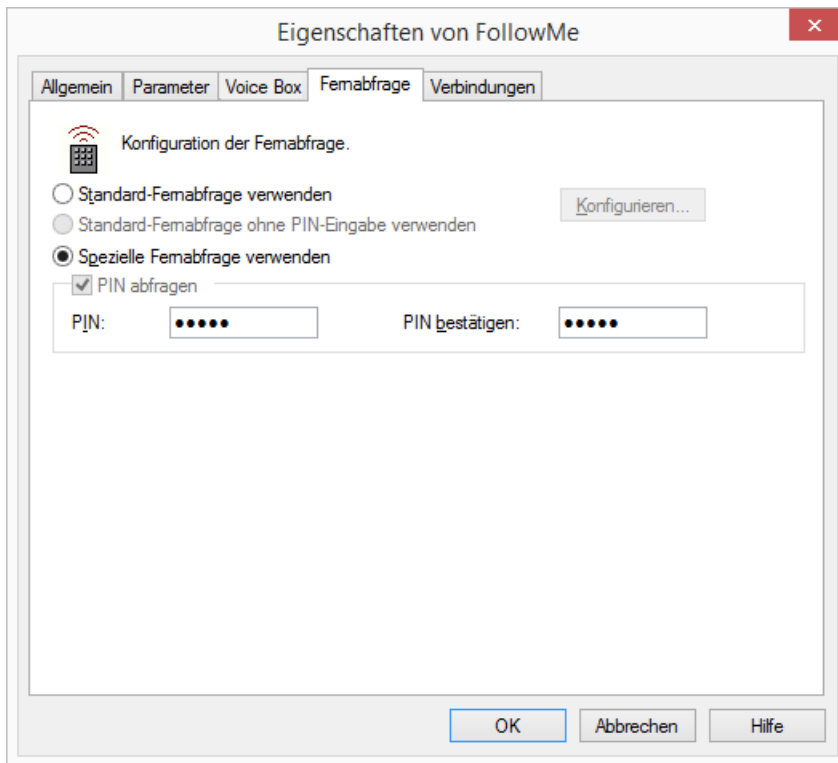 Eigenschaften von FollowMe
Allgemein Parameter Voice Box Fernabfrage Verbindungen
Konfiguration der Fernabfrage.
Standard-Fernabfrage verwenden
Konfigurieren...
Standard-Fernabfrage ohne PIN-Eingabe verwenden
Spezielle Fernabfrage verwenden
PIN abfragen
PIN: ••••• PIN bestätigen: •••••
OK Abbrechen Hilfe